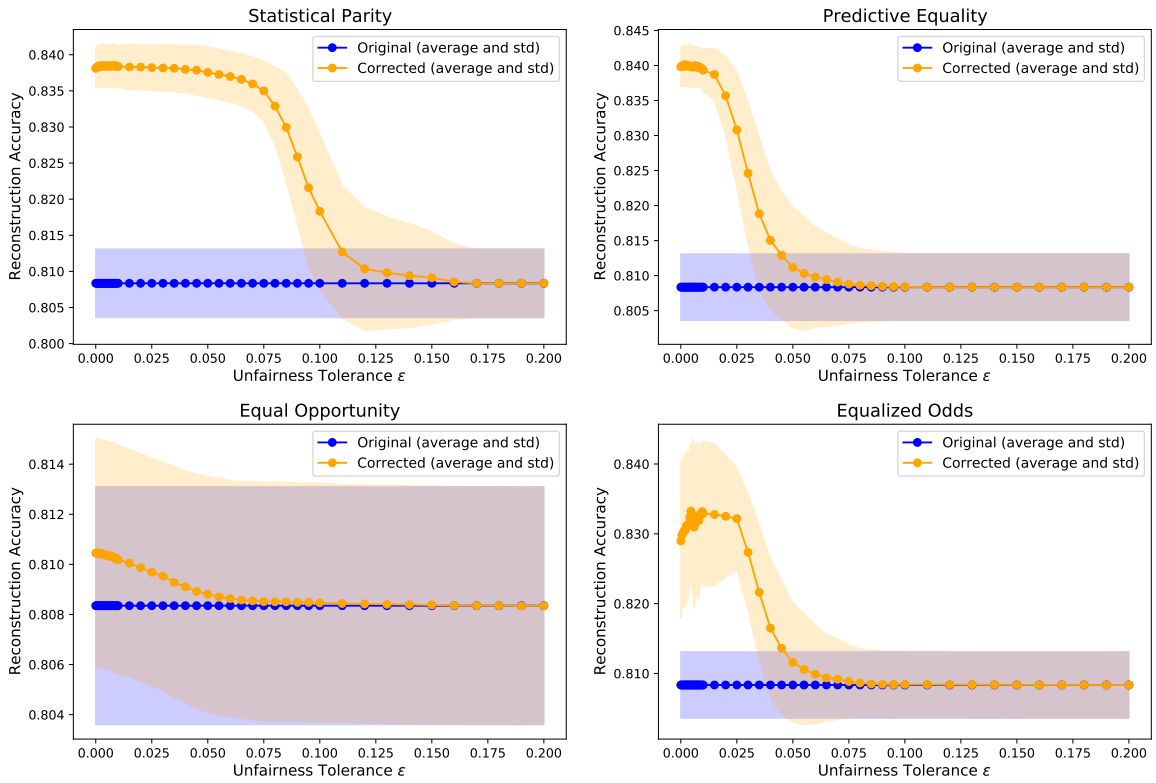 Statistical Parity
Reconstruction Accuracy
0.840
0.835
0.830
0.825
0.820
0.815
0.810
0.805
0.800
Original (average and std)
Corrected (average and std)
0.000 0.025 0.050 0.075 0.100 0.125 0.150 0.175 0.200
Unfairness Tolerance ε
Predictive Equality
Reconstruction Accuracy
0.845
0.840
0.835
0.830
0.825
0.820
0.815
0.810
0.805
Original (average and std)
Corrected (average and std)
0.000 0.025 0.050 0.075 0.100 0.125 0.150 0.175 0.200
Unfairness Tolerance ε
Equal Opportunity
Reconstruction Accuracy
0.814
0.812
0.810
0.808
0.806
0.804
Original (average and std)
Corrected (average and std)
0.000 0.025 0.050 0.075 0.100 0.125 0.150 0.175 0.200
Unfairness Tolerance ε
Equalized Odds
Reconstruction Accuracy
0.840
0.830
0.820
0.810
Original (average and std)
Corrected (average and std)
0.000 0.025 0.050 0.075 0.100 0.125 0.150 0.175 0.200
Unfairness Tolerance ε